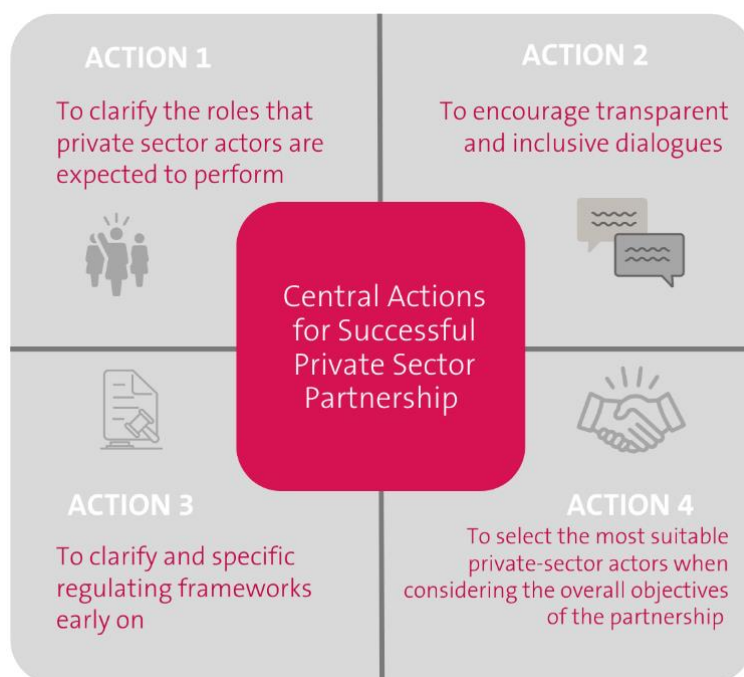 ACTION 1
To clarify the roles that
private sector actors are
expected to perform
ACTION 2
To encourage transparent
and inclusive dialogues
Central Actions
for Successful
Private Sector
Partnership
ACTION 3
To clarify and specific
regulating frameworks
early on
ACTION 4
To select the most suitable
private-sector actors when
considering the overall objectives
of the partnership